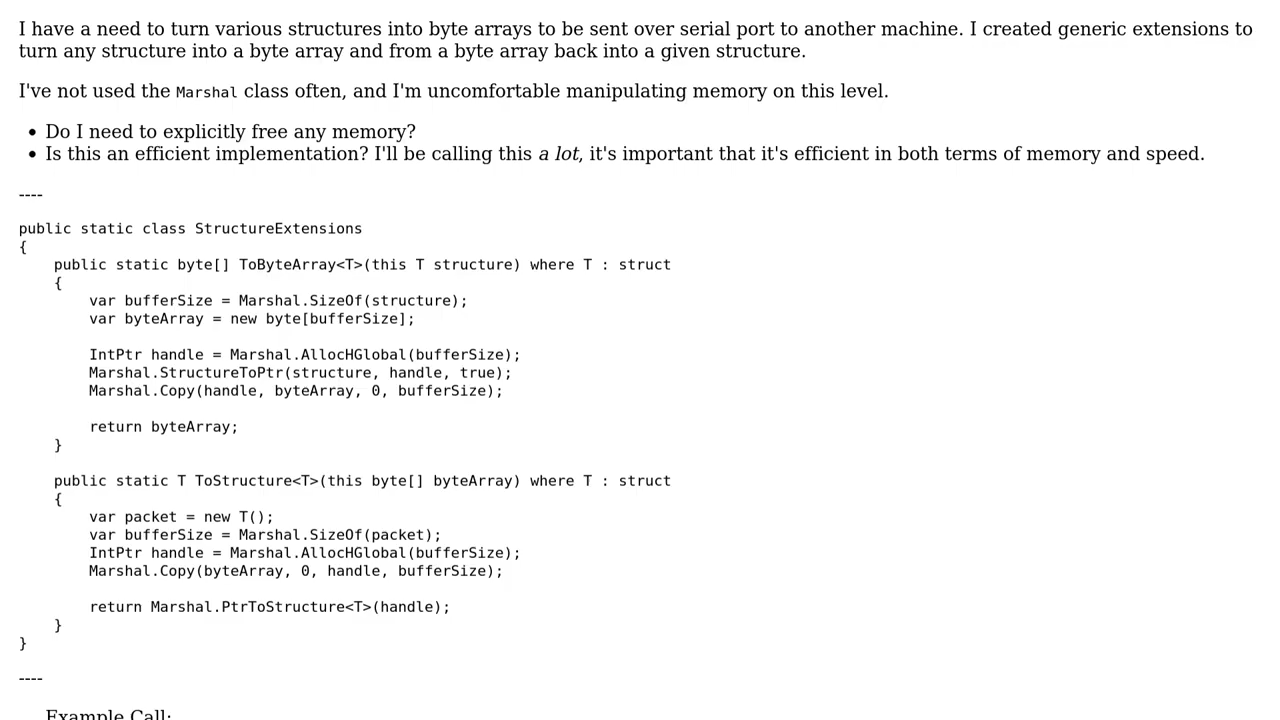 I have a need to turn various structures into byte arrays to be sent over serial port to another machine. I created generic extensions to
turn any structure into a byte array and from a byte array back into a given structure.
I've not used the Marshal class often, and I'm uncomfortable manipulating memory on this level.
• Do I need to explicitly free any memory?
• Is this an efficient implementation? I'll be calling this a lot, it's important that it's efficient in both terms of memory and speed.
----
public static class StructureExtensions
{
    public static byte[] ToByteArray<T>(this T structure) where T : struct
    {
        var bufferSize = Marshal.SizeOf(structure);
        var byteArray = new byte[bufferSize];

        IntPtr handle = Marshal.AllocHGlobal(bufferSize);
        Marshal.StructureToPtr(structure, handle, true);
        Marshal.Copy(handle, byteArray, 0, bufferSize);

        return byteArray;
    }

    public static T ToStructure<T>(this byte[] byteArray) where T : struct
    {
        var packet = new T();
        var bufferSize = Marshal.SizeOf(packet);
        IntPtr handle = Marshal.AllocHGlobal(bufferSize);
        Marshal.Copy(byteArray, 0, handle, bufferSize);

        return Marshal.PtrToStructure<T>(handle);
    }
}
----
Example Call: